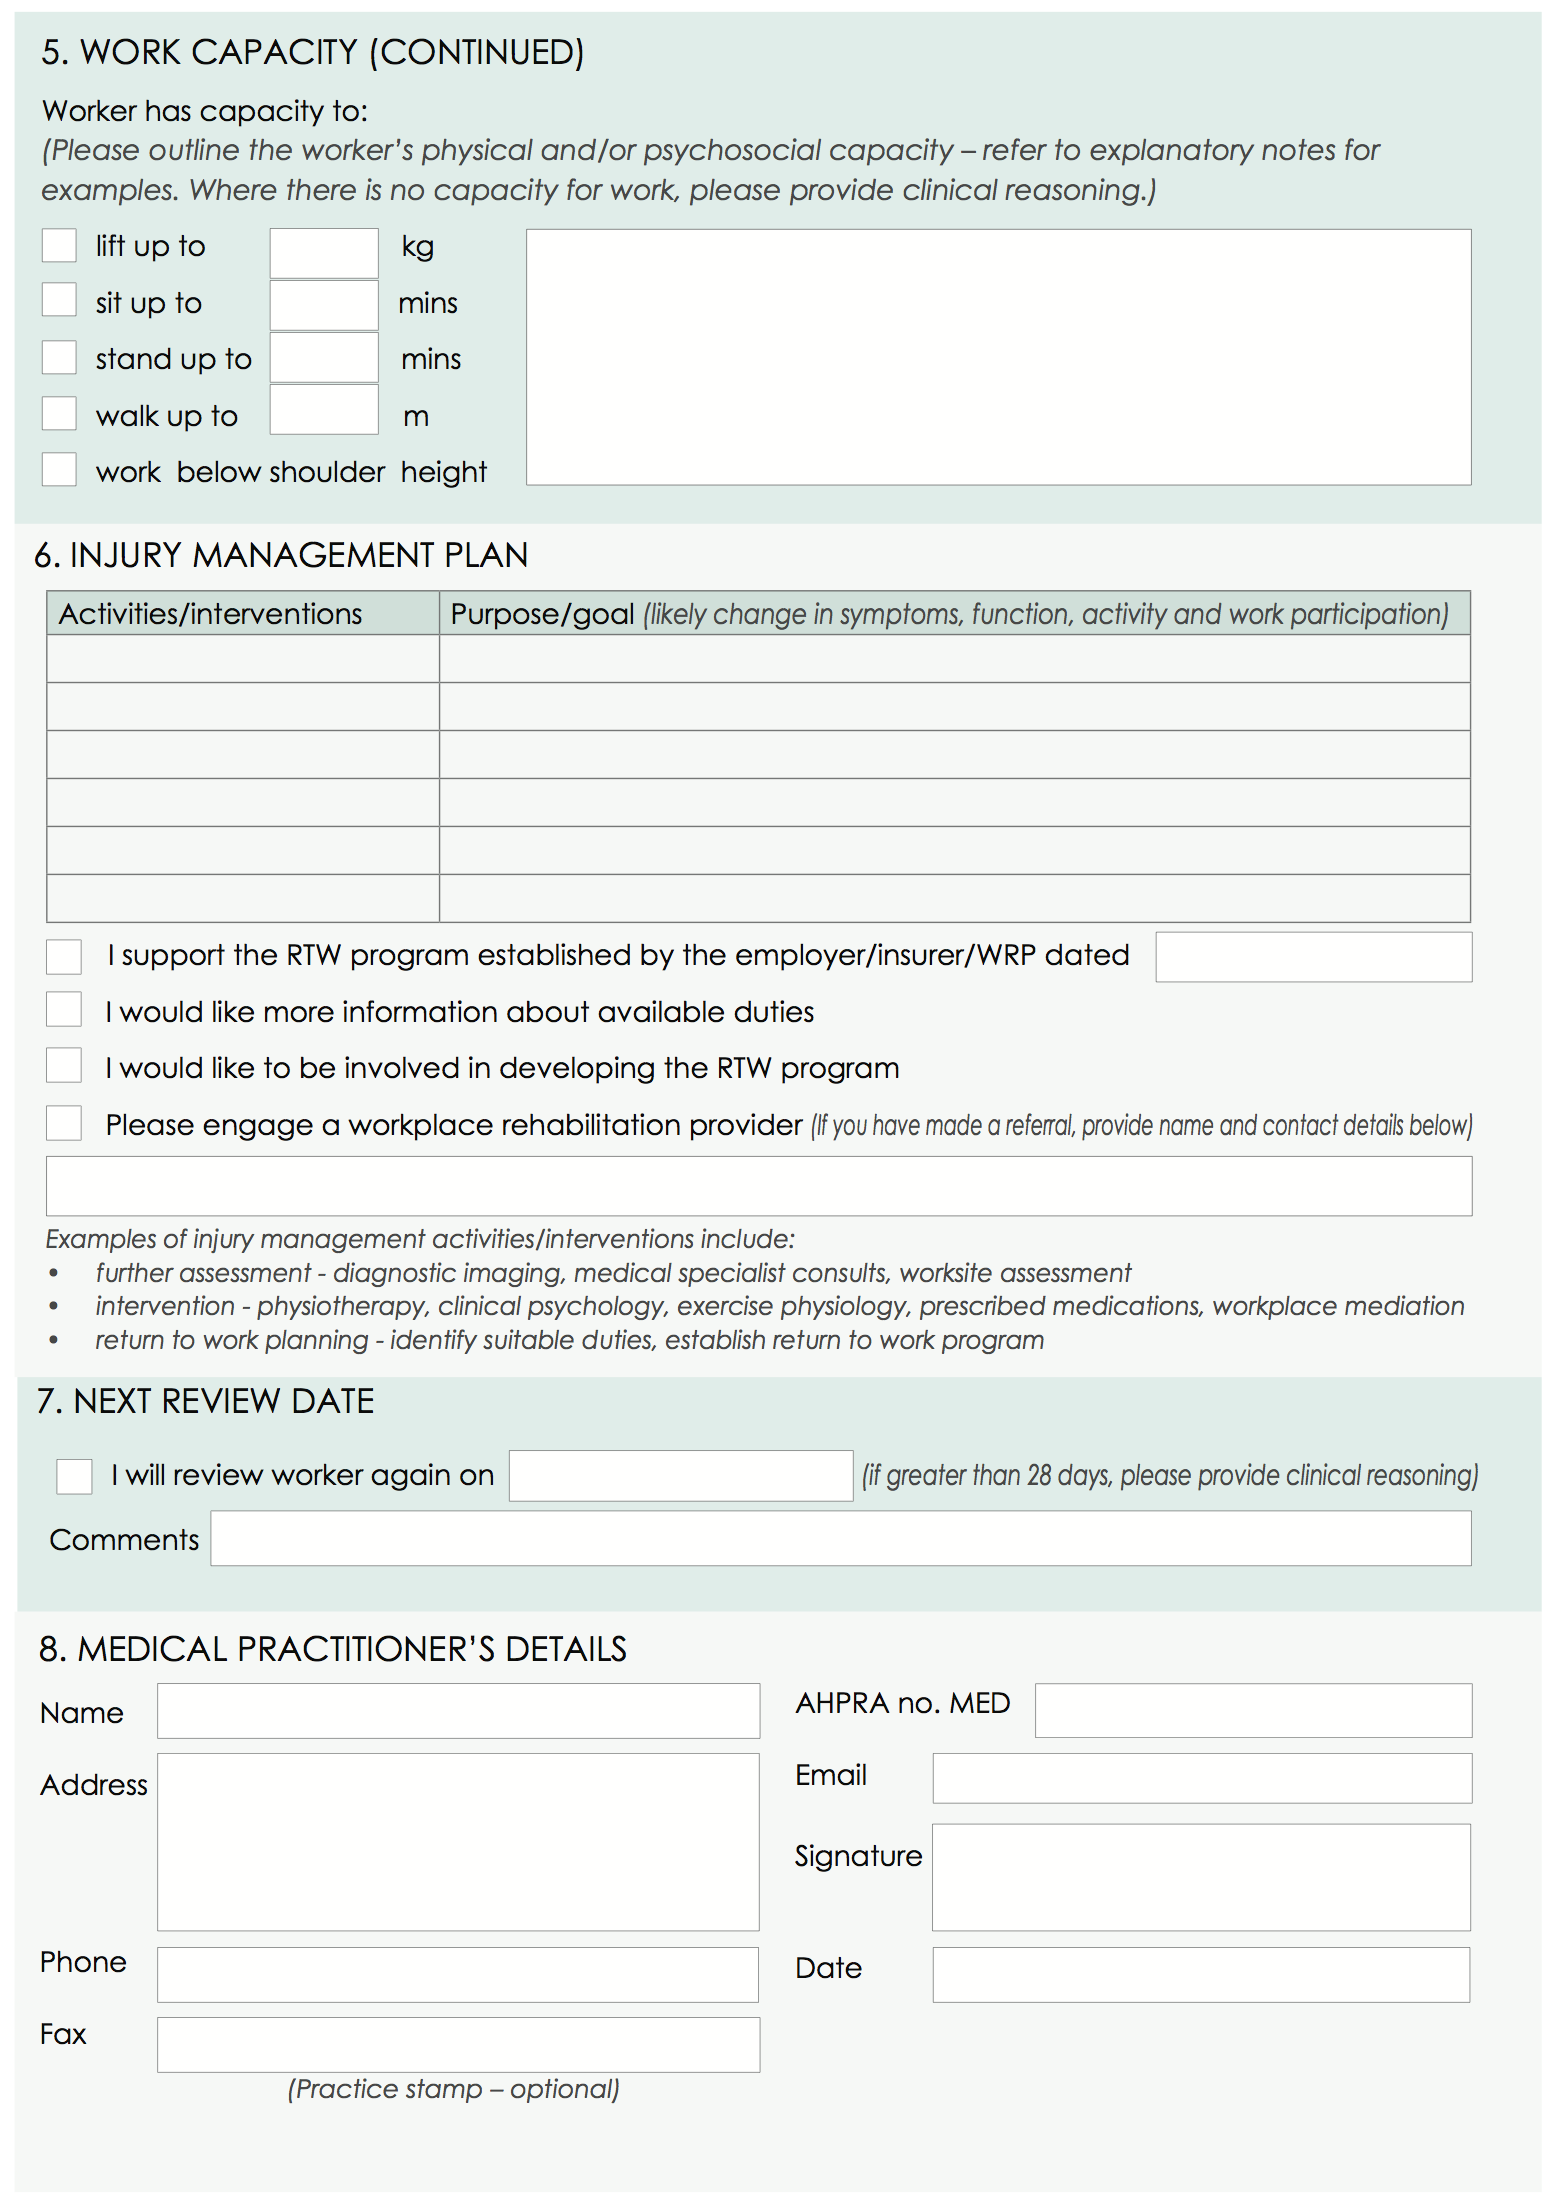 5. WORK CAPACITY (CONTINUED)
Worker has capacity to:
(Please outline the worker's physical and/or psychosocial capacity – refer to explanatory notes for
examples. Where there is no capacity for work, please provide clinical reasoning.)
lift up to kg
sit up to mins
stand up to mins
walk up to m
work below shoulder height
6. INJURY MANAGEMENT PLAN
Activities/interventions Purpose/goal (likely change in symptoms, function, activity and work participation)
I support the RTW program established by the employer/insurer/WRP dated
I would like more information about available duties
I would like to be involved in developing the RTW program
Please engage a workplace rehabilitation provider (If you have made a referral, provide name and contact details below)
Examples of injury management activities/interventions include:
• further assessment - diagnostic imaging, medical specialist consults, worksite assessment
• intervention - physiotherapy, clinical psychology, exercise physiology, prescribed medications, workplace mediation
• return to work planning - identify suitable duties, establish return to work program
7. NEXT REVIEW DATE
I will review worker again on (if greater than 28 days, please provide clinical reasoning)
Comments
8. MEDICAL PRACTITIONER'S DETAILS
Name
AHPRA no. MED
Address
Email
Signature
Phone
Date
Fax
(Practice stamp – optional)